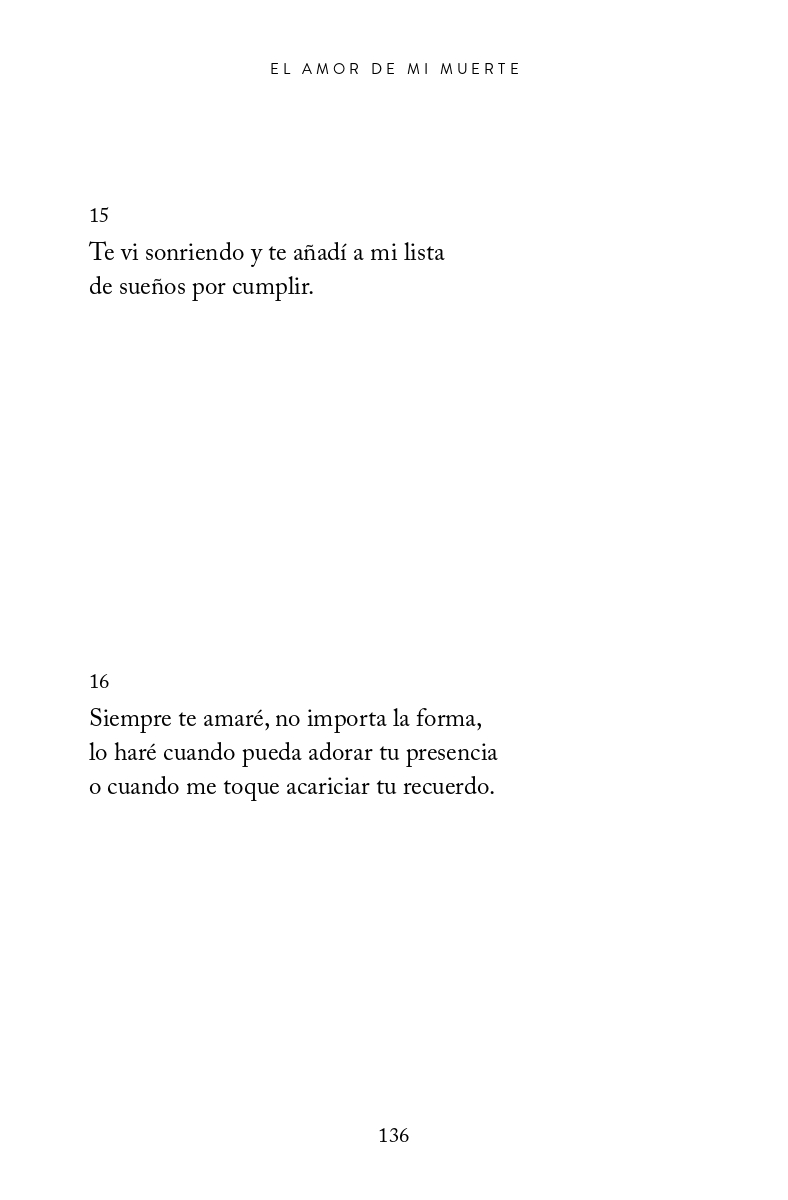 EL AMOR DE MI MUERTE
15
Te vi sonriendo y te añadí a mi lista
de sueños por cumplir.
16
Siempre te amaré, no importa la forma,
lo haré cuando pueda adorar tu presencia
o cuando me toque acariciar tu recuerdo.
136